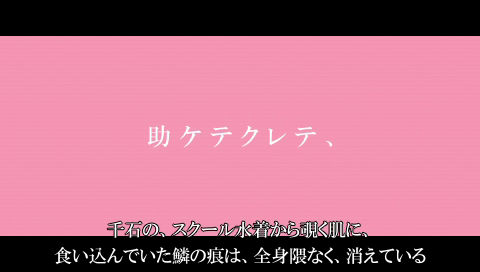 助ケテクレテ、
千石の、スクール水着から覗く肌に、
食い込んでいた鱗の痕は、全身隈なく、消えている